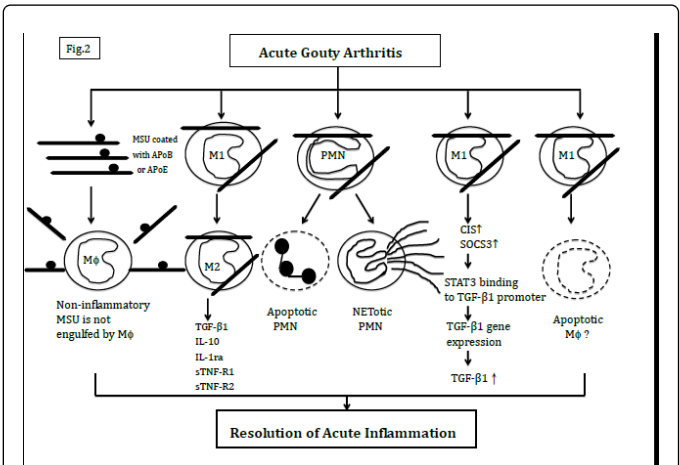 Fig.2
Acute Gouty Arthritis
MSU coated
with APoB
or APoE
M1
PMN
M1
M1
CIS↑
SOCS3↑
Mϕ
M2
STAT3 binding
to TGF-β1 promoter
Non-inflammatory
MSU is not
engulfed by Mϕ
TGF-β1
IL-10
IL-1ra
sTNF-R1
sTNF-R2
Apoptotic
PMN
NETotic
PMN
TGF-β1 gene
expression
TGF-β1 ↑
Apoptotic
Mϕ ?
Resolution of Acute Inflammation